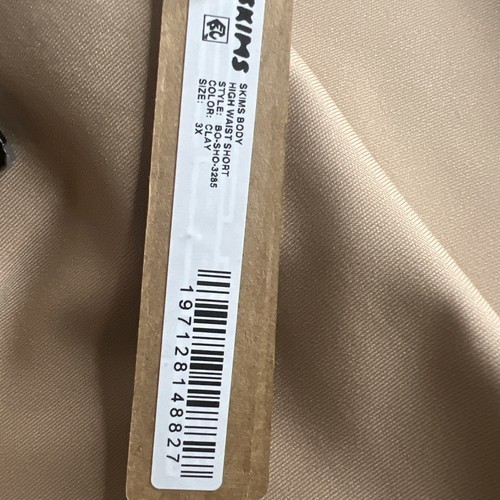 SKIMS
SKIMS BODY
HIGH WAIST SHORT
STYLE: BO-SHO-3285
COLOR: CLAY
SIZE: 3X
197128148827